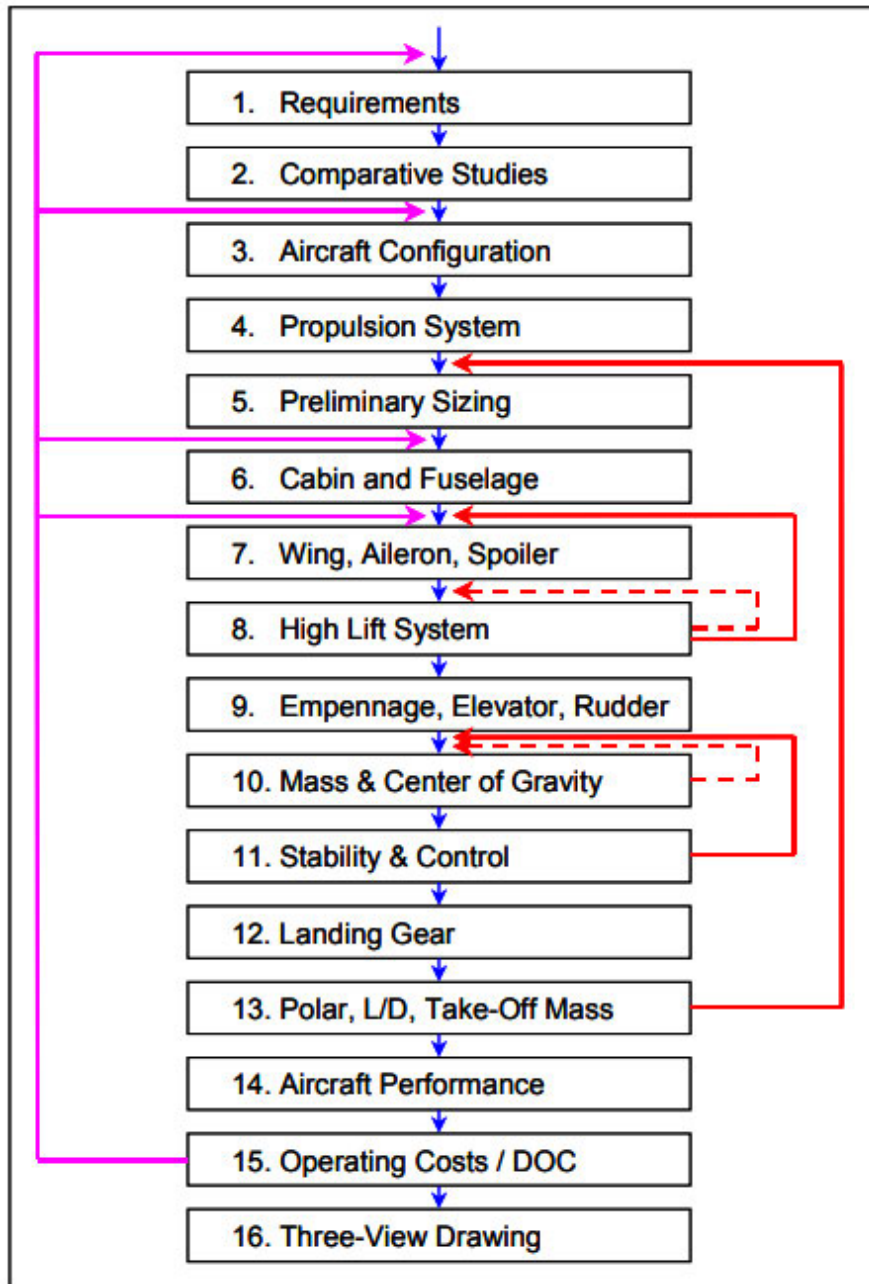 1. Requirements
2. Comparative Studies
3. Aircraft Configuration
4. Propulsion System
5. Preliminary Sizing
6. Cabin and Fuselage
7. Wing, Aileron, Spoiler
8. High Lift System
9. Empennage, Elevator, Rudder
10. Mass & Center of Gravity
11. Stability & Control
12. Landing Gear
13. Polar, L/D, Take-Off Mass
14. Aircraft Performance
15. Operating Costs / DOC
16. Three-View Drawing